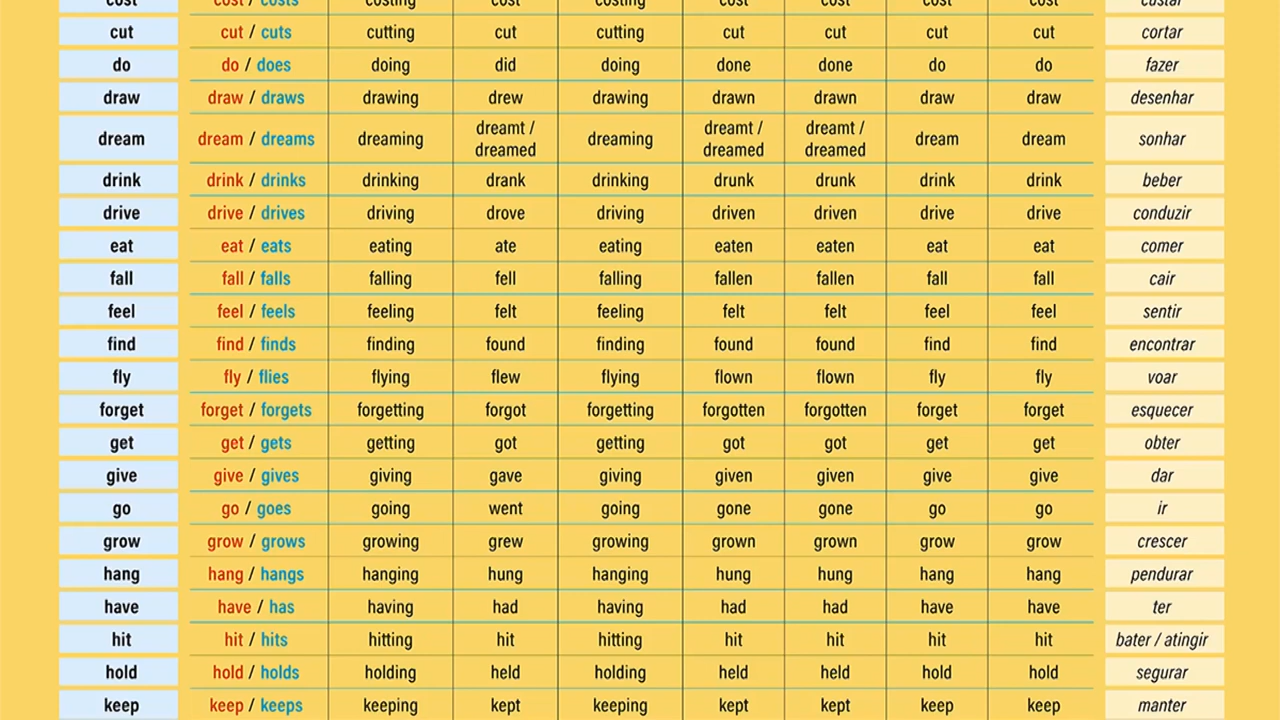 cost cost / costs costing cost costing cost cost cost cost custar
cut cut / cuts cutting cut cutting cut cut cut cut cortar
do do / does doing did doing done done do do fazer
draw draw / draws drawing drew drawing drawn drawn draw draw desenhar
dream dream / dreams dreaming dreamt / dreamed dreaming dreamt / dreamed dreamt / dreamed dream dream sonhar
drink drink / drinks drinking drank drinking drunk drunk drink drink beber
drive drive / drives driving drove driving driven driven drive drive conduzir
eat eat / eats eating ate eating eaten eaten eat eat comer
fall fall / falls falling fell falling fallen fallen fall fall cair
feel feel / feels feeling felt feeling felt felt feel feel sentir
find find / finds finding found finding found found find find encontrar
fly fly / flies flying flew flying flown flown fly fly voar
forget forget / forgets forgetting forgot forgetting forgotten forgotten forget forget esquecer
get get / gets getting got getting got got get get obter
give give / gives giving gave giving given given give give dar
go go / goes going went going gone gone go go ir
grow grow / grows growing grew growing grown grown grow grow crescer
hang hang / hangs hanging hung hanging hung hung hang hang pendurar
have have / has having had having had had have have ter
hit hit / hits hitting hit hitting hit hit hit hit bater / atingir
hold hold / holds holding held holding held held hold hold segurar
keep keep / keeps keeping kept keeping kept kept keep keep manter